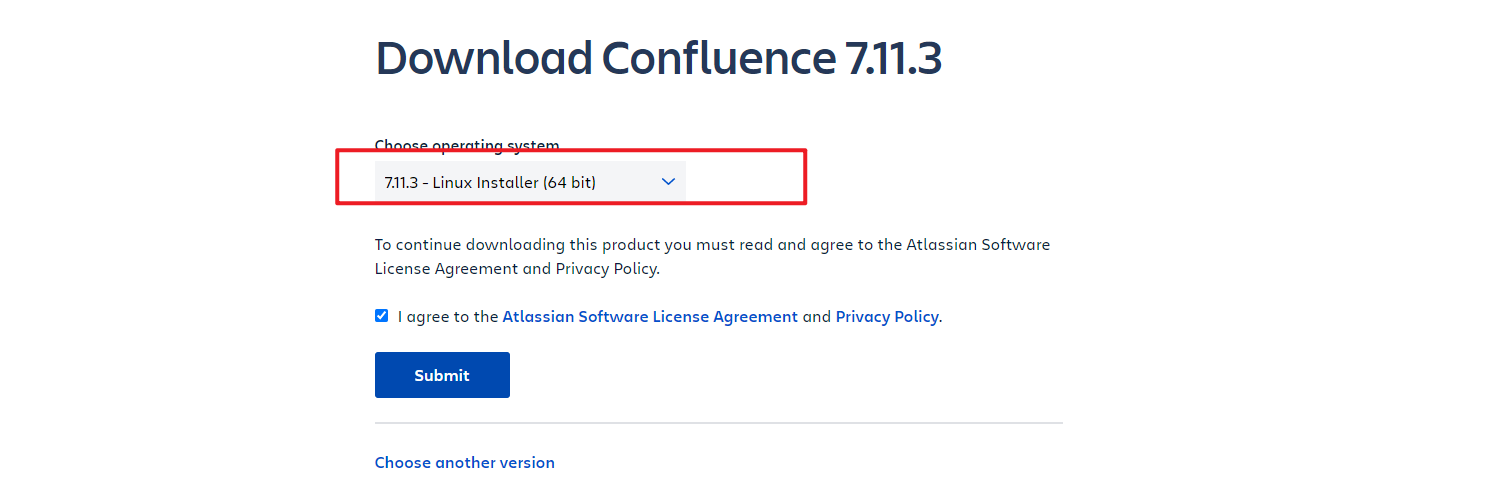 Download Confluence 7.11.3
Choose operating system
7.11.3 - Linux Installer (64 bit)
To continue downloading this product you must read and agree to the Atlassian Software
License Agreement and Privacy Policy.
I agree to the Atlassian Software License Agreement and Privacy Policy.
Submit
Choose another version